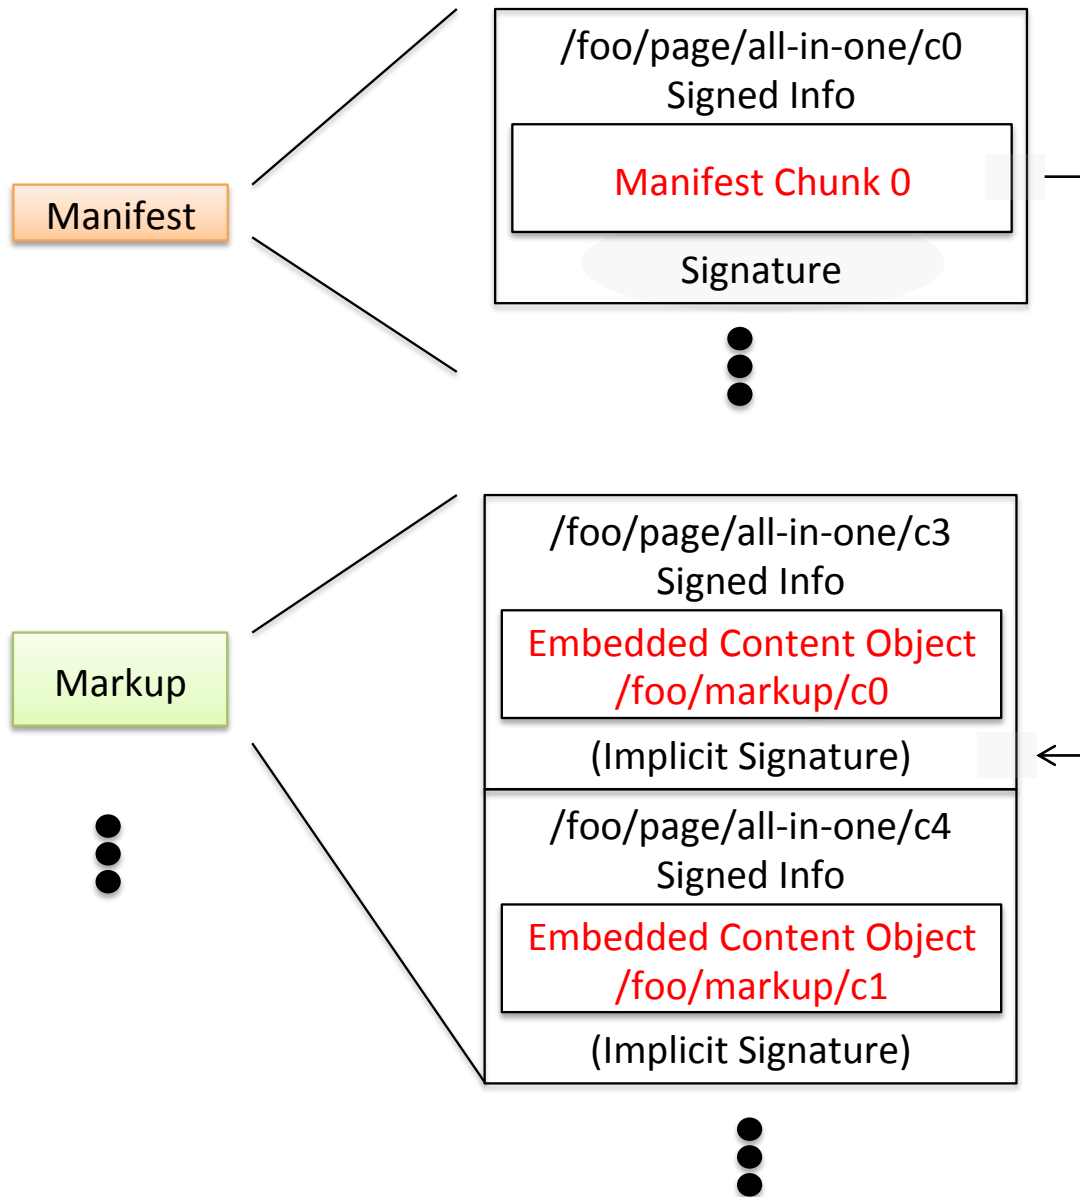 /foo/page/all-in-one/c0
Signed Info
Manifest Chunk 0
Manifest
Signature
/foo/page/all-in-one/c3
Signed Info
Embedded Content Object
/foo/markup/c0
Markup
(Implicit Signature)
/foo/page/all-in-one/c4
Signed Info
Embedded Content Object
/foo/markup/c1
(Implicit Signature)